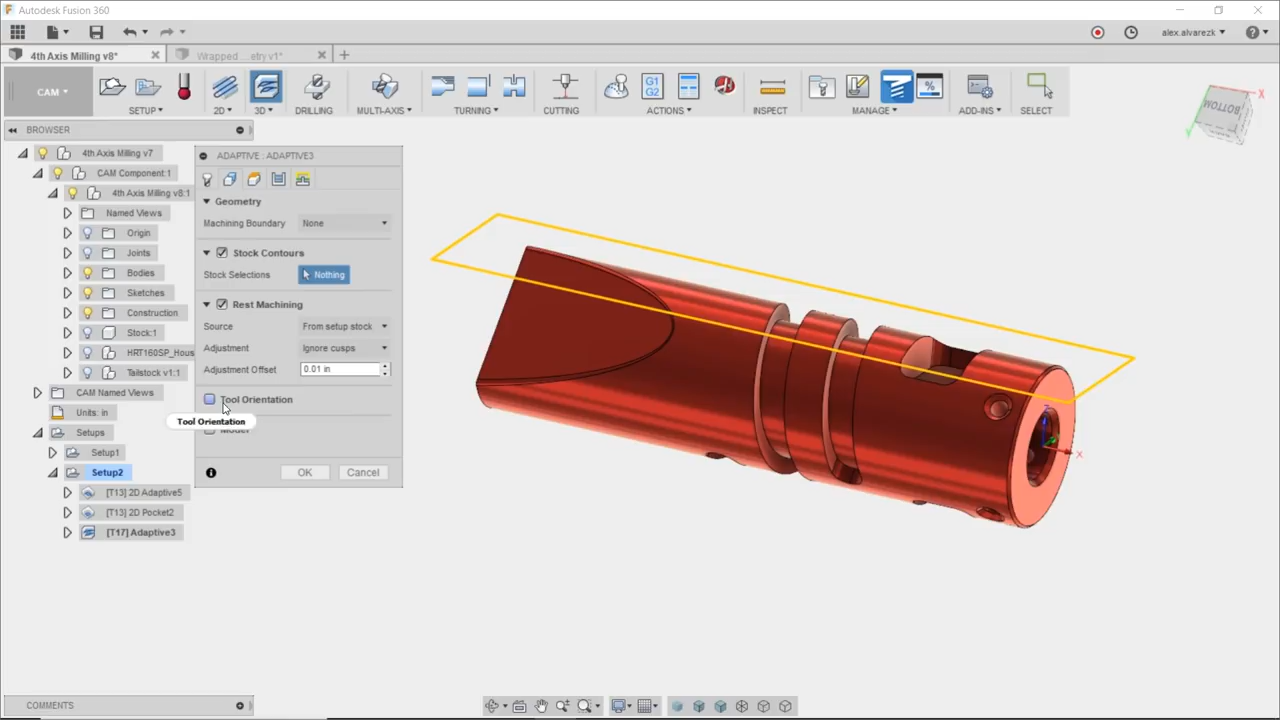 Autodesk Fusion 360
alex.alvarezk
4th Axis Milling v8*
Wrapped ...etry v1*
CAM
SETUP
2D
3D
DRILLING
MULTI-AXIS
TURNING
CUTTING
G1
G2
ACTIONS
INSPECT
MANAGE
ADD-INS
SELECT
BOTTOM
X
Y
BROWSER
4th Axis Milling v7
CAM Component:1
4th Axis Milling v8:1
Named Views
Origin
Joints
Bodies
Sketches
Construction
Stock:1
HRT160SP_Hous
Tailstock v1:1
CAM Named Views
Units: in
Setups
Setup1
Setup2
[T13] 2D Adaptive5
[T13] 2D Pocket2
[T17] Adaptive3
ADAPTIVE : ADAPTIVE3
Geometry
Machining Boundary None
Stock Contours
Stock Selections Nothing
Rest Machining
Source From setup stock
Adjustment Ignore cusps
Adjustment Offset 0.01 in
Tool Orientation
Tool Orientation
Model
OK Cancel
X
COMMENTS